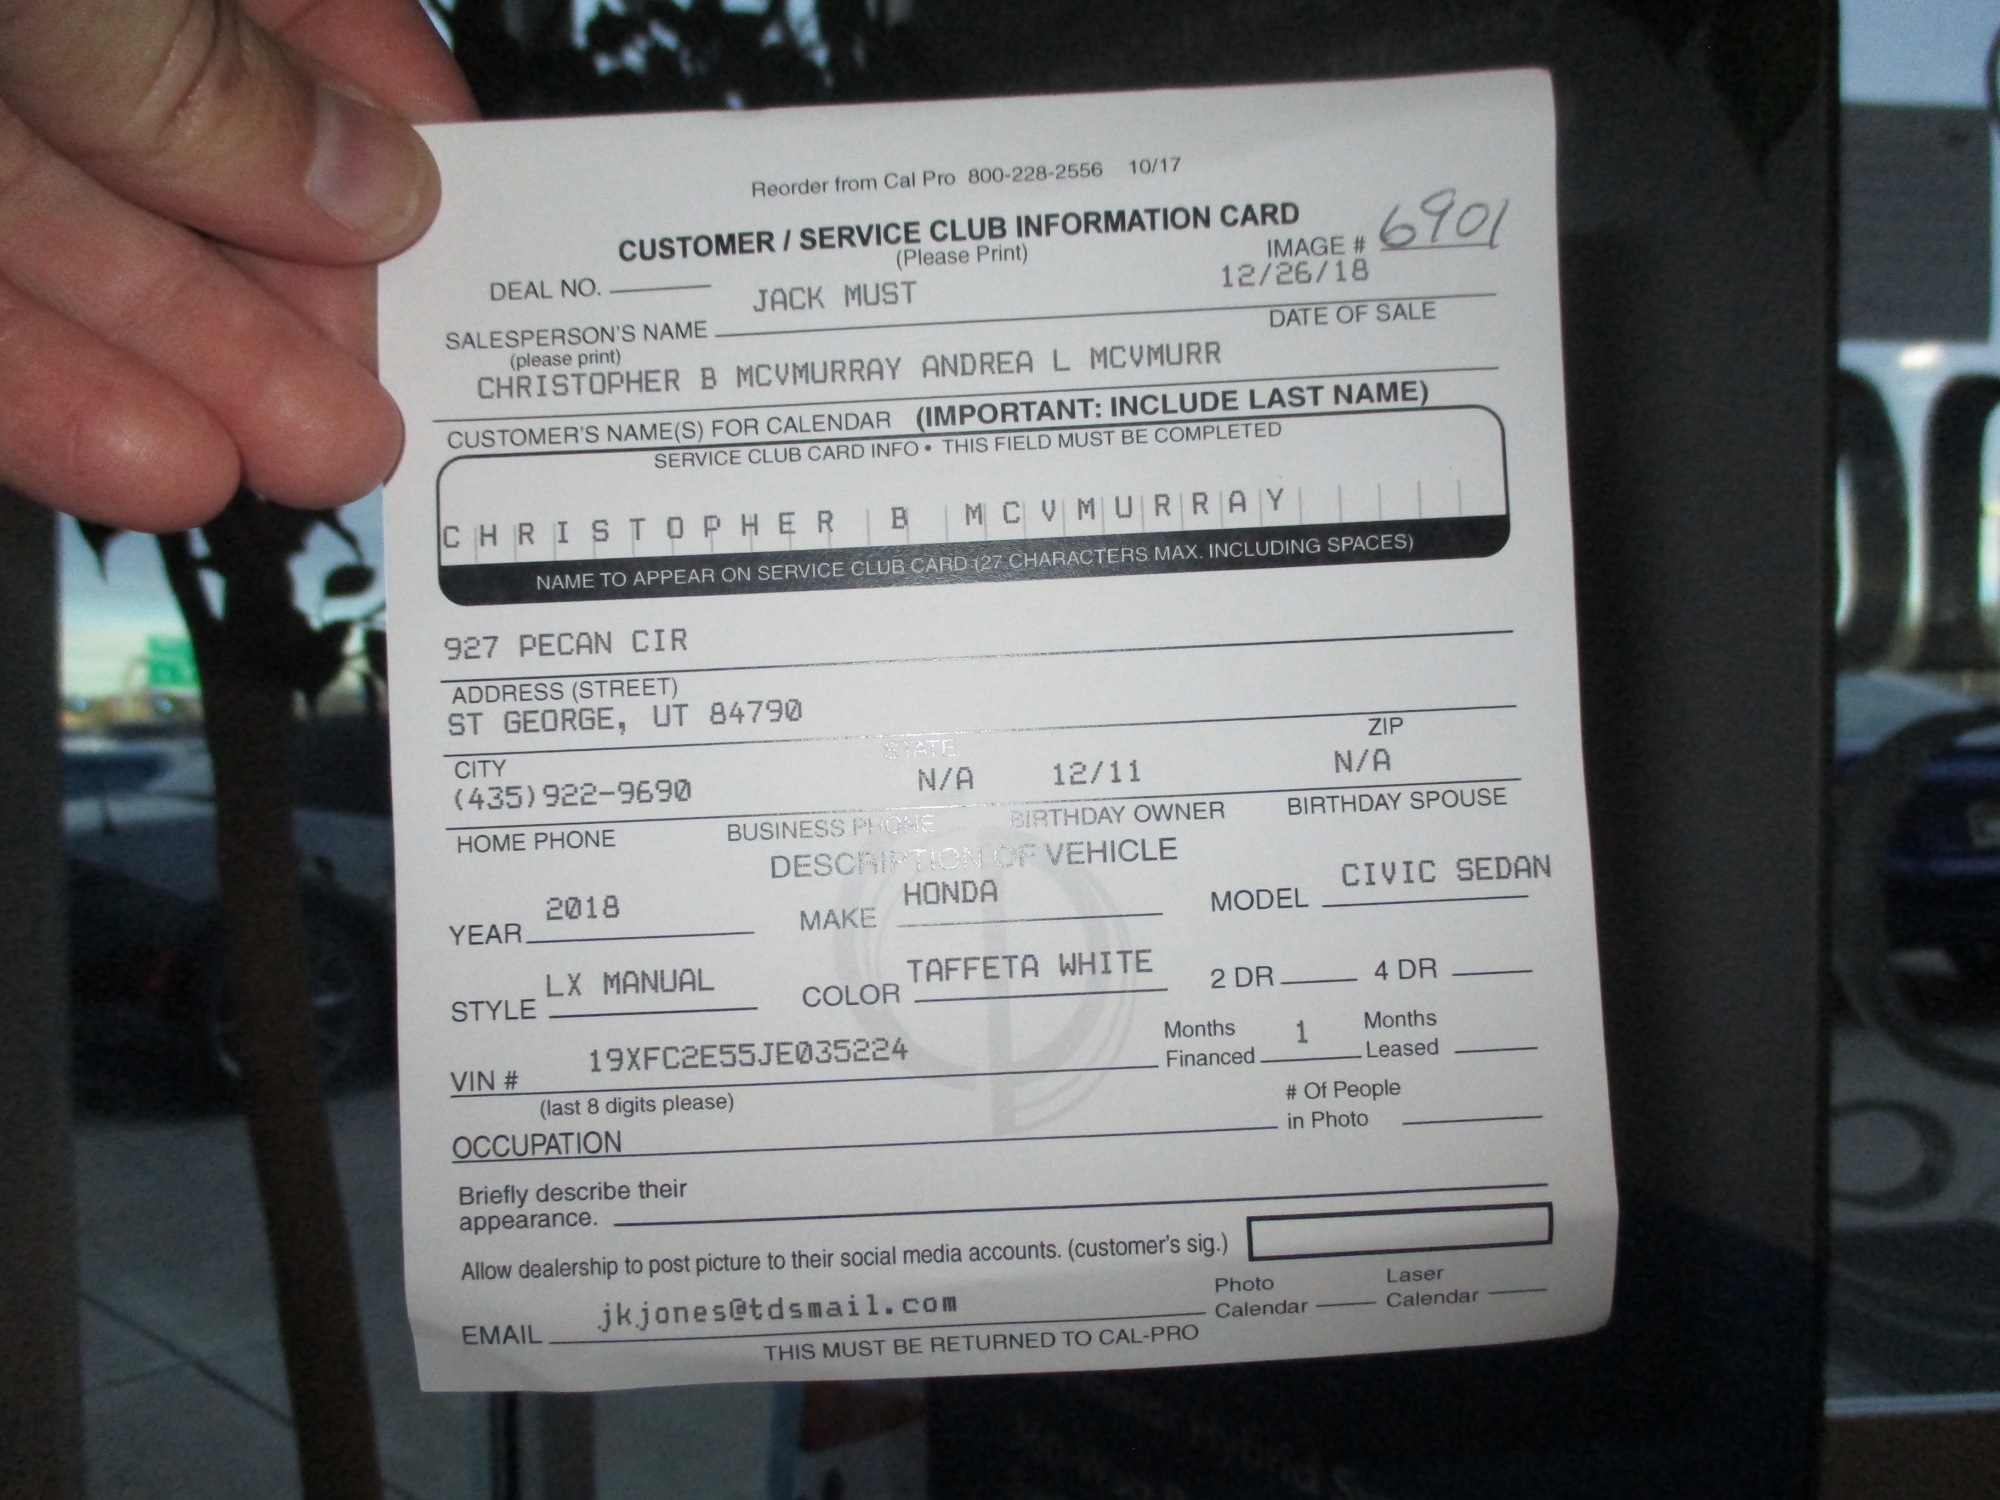 Reorder from Cal Pro 800-228-2556 10/17
CUSTOMER / SERVICE CLUB INFORMATION CARD
(Please Print)
IMAGE # 6901
DEAL NO.
JACK MUST
12/26/18
SALESPERSON'S NAME
DATE OF SALE
(please print)
CHRISTOPHER B MCVMURRAY ANDREA L MCVMURR
CUSTOMER'S NAME(S) FOR CALENDAR (IMPORTANT: INCLUDE LAST NAME)
SERVICE CLUB CARD INFO • THIS FIELD MUST BE COMPLETED
CHRISTOPHER B MCVMURRAY
NAME TO APPEAR ON SERVICE CLUB CARD (27 CHARACTERS MAX. INCLUDING SPACES)
927 PECAN CIR
ADDRESS (STREET)
ST GEORGE, UT 84790
CITY STATE ZIP
(435)922-9690 N/A 12/11 N/A
HOME PHONE BUSINESS PHONE BIRTHDAY OWNER BIRTHDAY SPOUSE
DESCRIPTION OF VEHICLE
YEAR 2018 MAKE HONDA MODEL CIVIC SEDAN
STYLE LX MANUAL COLOR TAFFETA WHITE 2 DR 4 DR
VIN # 19XFC2E55JE035224 Months Financed 1 Months Leased
(last 8 digits please)
# Of People
in Photo
OCCUPATION
Briefly describe their
appearance.
Allow dealership to post picture to their social media accounts. (customer's sig.)
EMAIL jkjones@tdsmail.com Photo Calendar Laser Calendar
THIS MUST BE RETURNED TO CAL-PRO